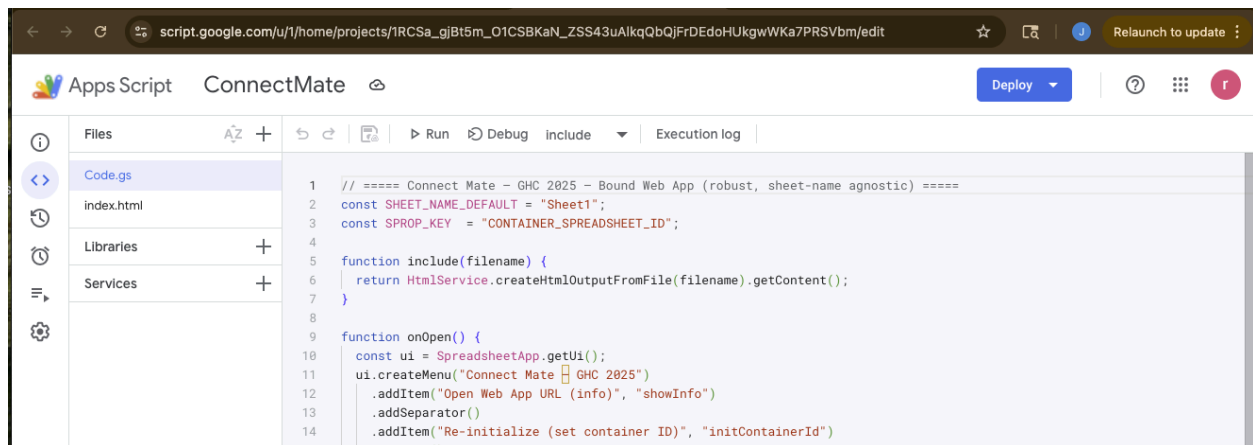 script.google.com/u/1/home/projects/1RCSa_gjBt5m_O1CSBKaN_ZSS43uAlkqQbQjFrDEdoHUkgwWKa7PRSVbm/edit
J
Relaunch to update
Apps Script
ConnectMate
Deploy
r
Files
AZ
Run
Debug
include
Execution log
Code.gs
index.html
Libraries
Services
1 // ===== Connect Mate – GHC 2025 – Bound Web App (robust, sheet-name agnostic) =====
2 const SHEET_NAME_DEFAULT = "Sheet1";
3 const SPROP_KEY  = "CONTAINER_SPREADSHEET_ID";
4
5 function include(filename) {
6   return HtmlService.createHtmlOutputFromFile(filename).getContent();
7 }
8
9 function onOpen() {
10   const ui = SpreadsheetApp.getUi();
11   ui.createMenu("Connect Mate – GHC 2025")
12     .addItem("Open Web App URL (info)", "showInfo")
13     .addSeparator()
14     .addItem("Re-initialize (set container ID)", "initContainerId")